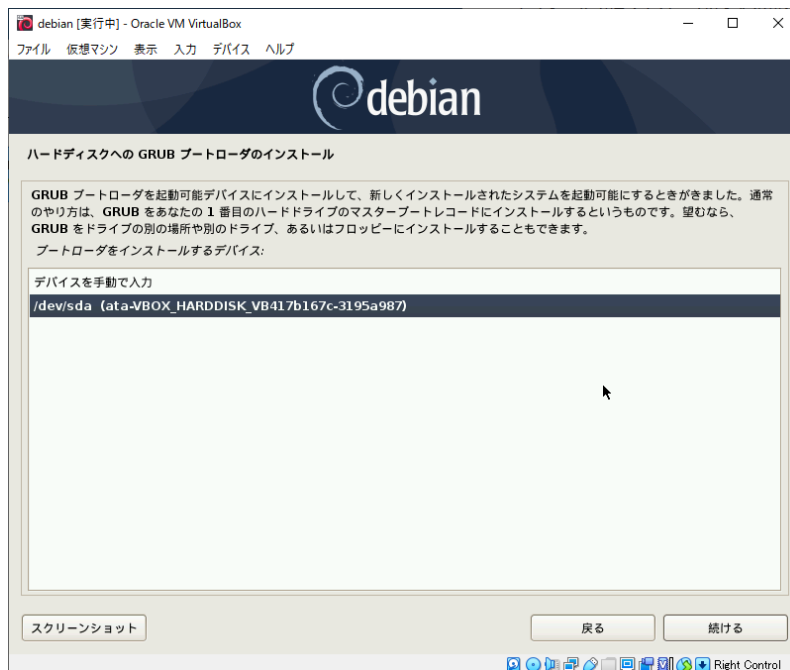 debian [実行中] - Oracle VM VirtualBox
ファイル 仮想マシン 表示 入力 デバイス ヘルプ
debian
ハードディスクへの GRUB ブートローダのインストール
GRUB ブートローダを起動可能デバイスにインストールして、新しくインストールされたシステムを起動可能にするときがきました。通常
のやり方は、GRUB をあなたの 1 番目のハードドライブのマスターブートレコードにインストールするというものです。望むなら、
GRUB をドライブの別の場所や別のドライブ、あるいはフロッピーにインストールすることもできます。
ブートローダをインストールするデバイス:
デバイスを手動で入力
/dev/sda (ata-VBOX_HARDDISK_VB417b167c-3195a987)
スクリーンショット 戻る 続ける
Right Control